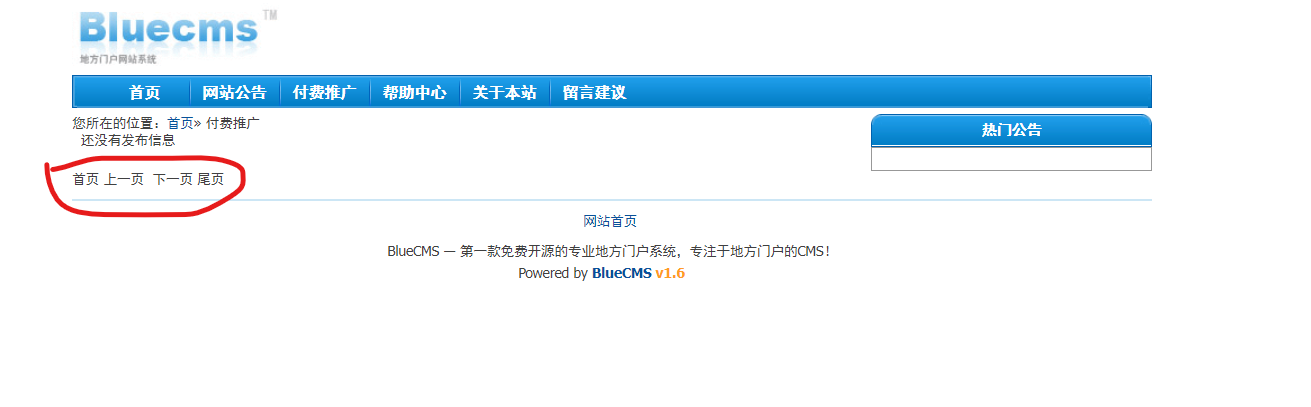 Bluecms™
地方门户网站系统
首页 网站公告 付费推广 帮助中心 关于本站 留言建议
您所在的位置：首页» 付费推广
还没有发布信息
首页 上一页 下一页 尾页
热门公告
网站首页
BlueCMS — 第一款免费开源的专业地方门户系统，专注于地方门户的CMS！
Powered by BlueCMS v1.6